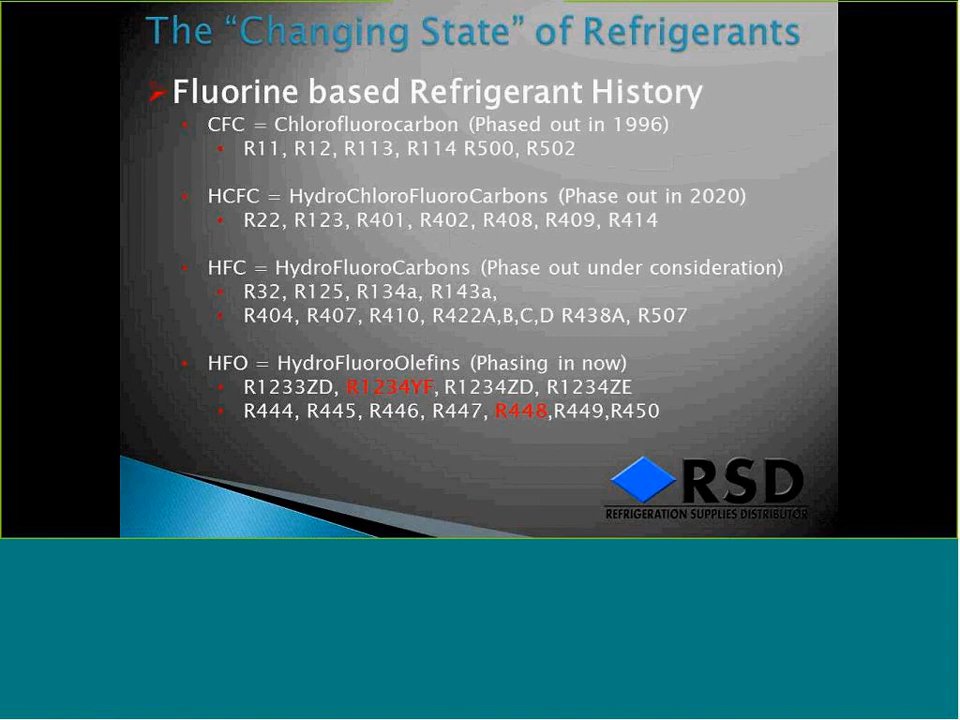 The “Changing State” of Refrigerants
Fluorine based Refrigerant History
CFC = Chlorofluorocarbon (Phased out in 1996)
R11, R12, R113, R114 R500, R502
HCFC = HydroChloroFluoroCarbons (Phase out in 2020)
R22, R123, R401, R402, R408, R409, R414
HFC = HydroFluoroCarbons (Phase out under consideration)
R32, R125, R134a, R143a,
R404, R407, R410, R422A,B,C,D R438A, R507
HFO = HydroFluoroOlefins (Phasing in now)
R1233ZD, R1234YF, R1234ZD, R1234ZE
R444, R445, R446, R447, R448,R449,R450
RSD
REFRIGERATION SUPPLIES DISTRIBUTOR